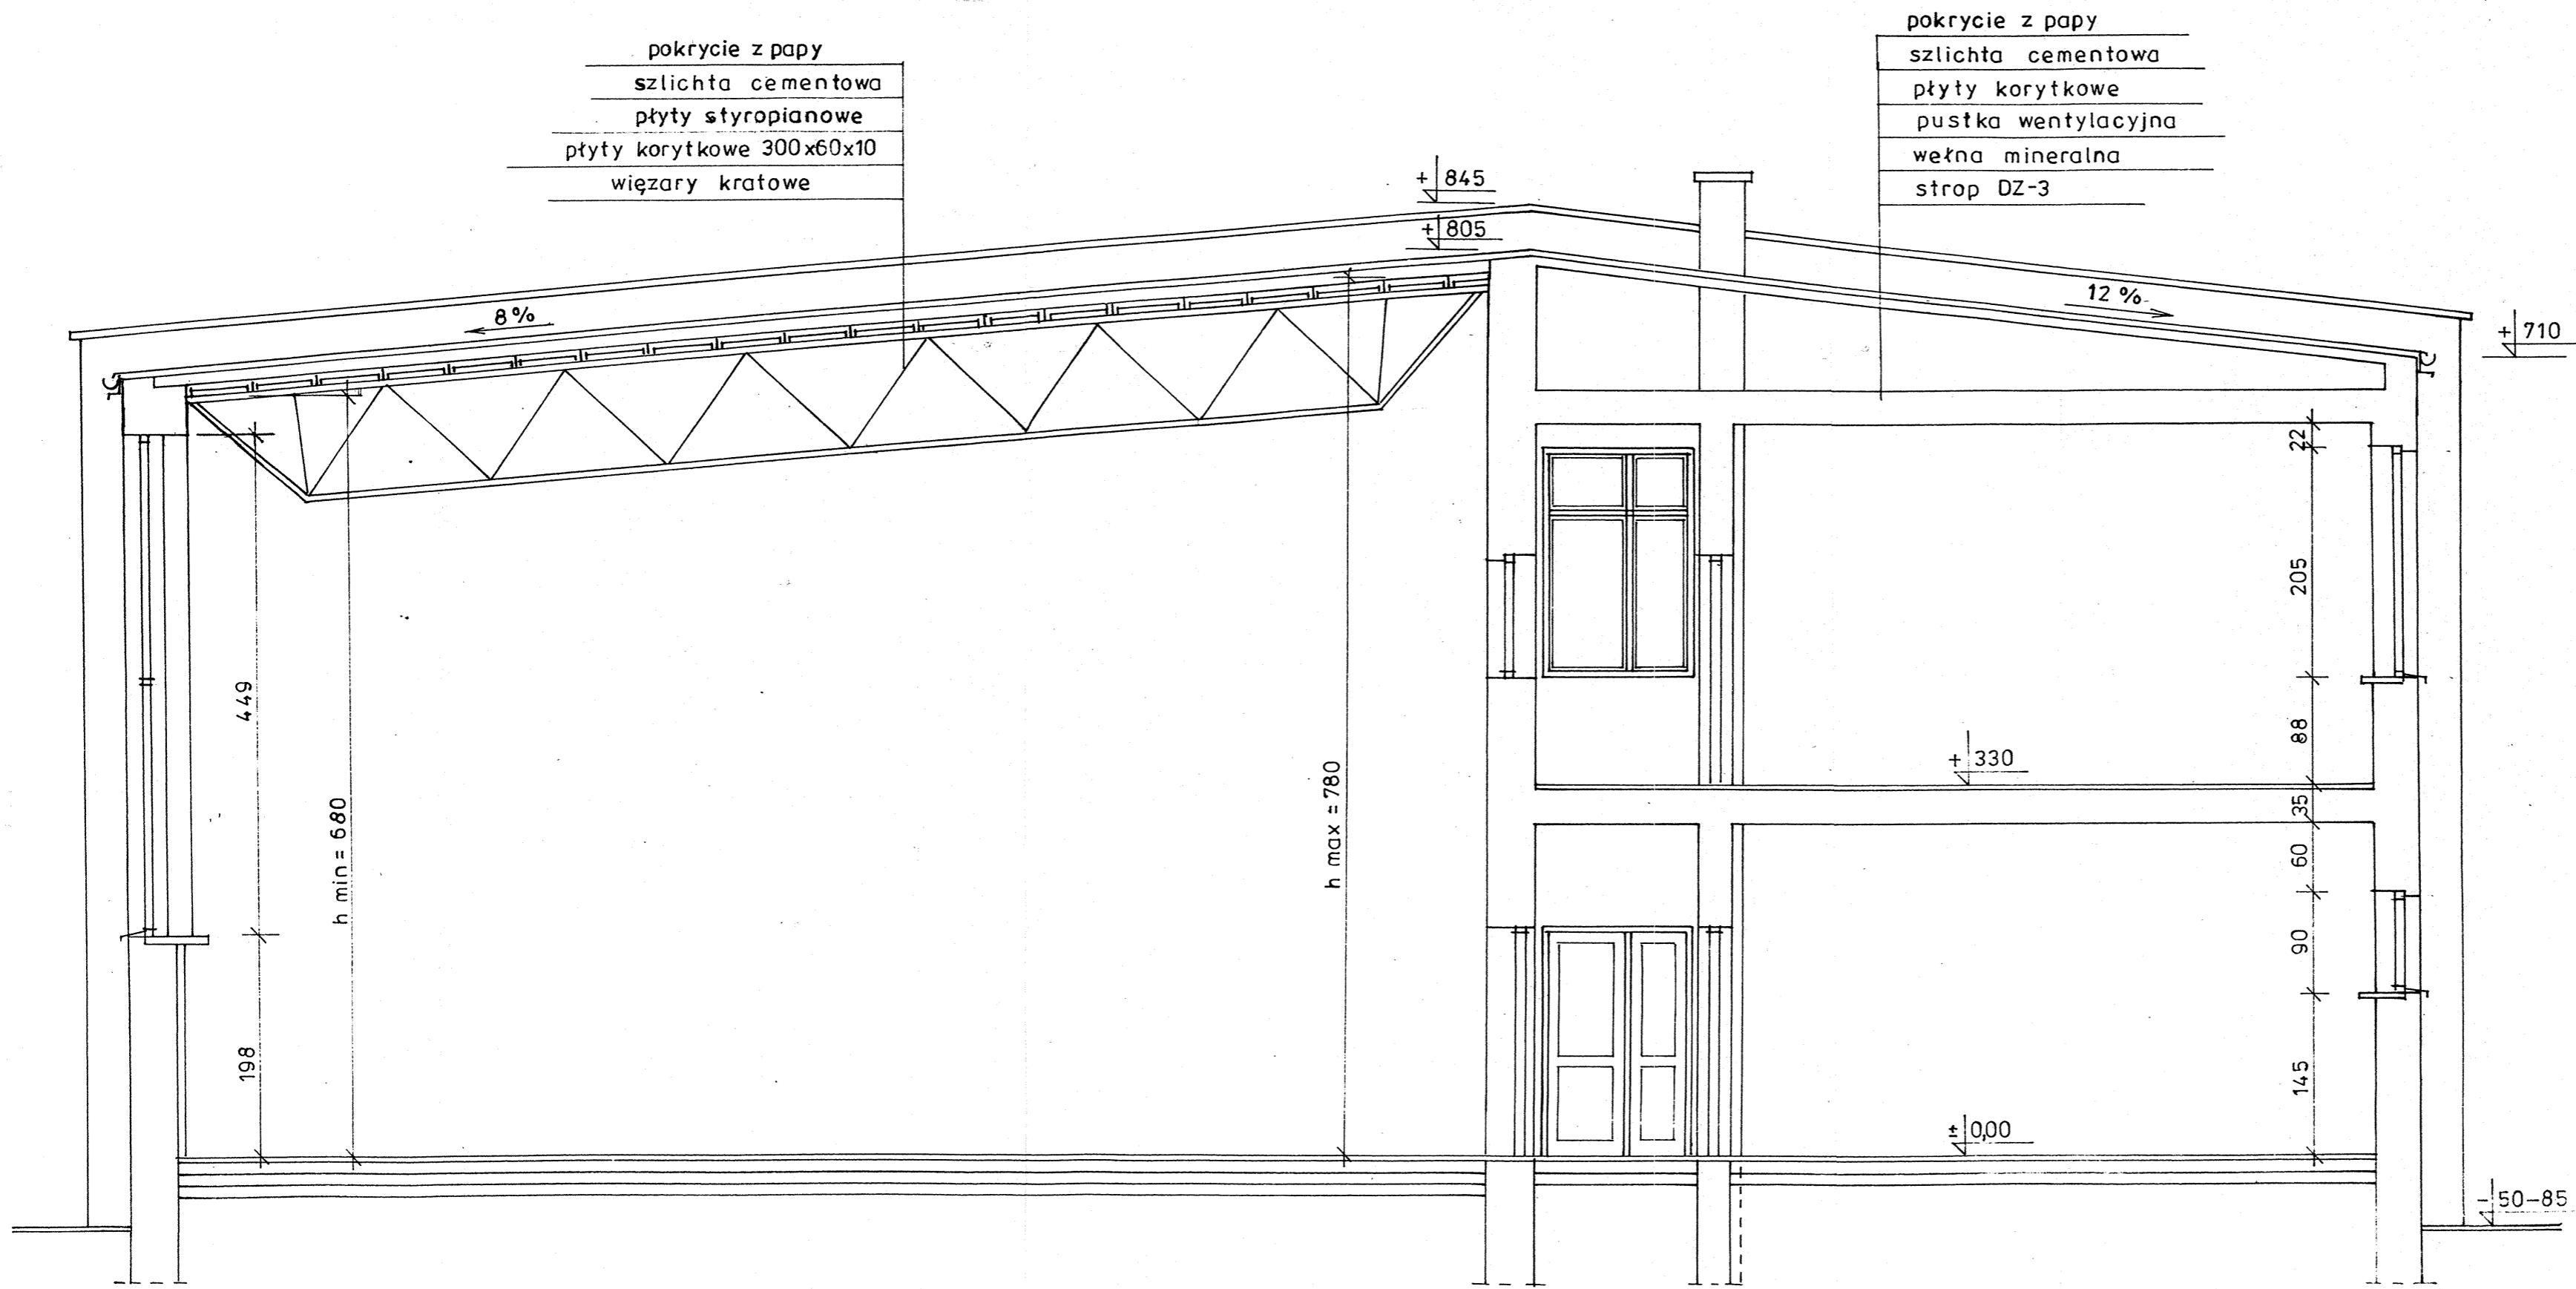 pokrycie z papy
szlichta cementowa
płyty styropianowe
płyty korytkowe 300x60x10
więzary kratowe
pokrycie z papy
szlichta cementowa
płyty korytkowe
pustka wentylacyjna
wełna mineralna
strop DZ-3
+ 845
+ 805
8%
12%
+ 710
22
205
449
88
+ 330
h min = 680
h max = 780
35
60
90
198
145
± 0,00
- 50-85